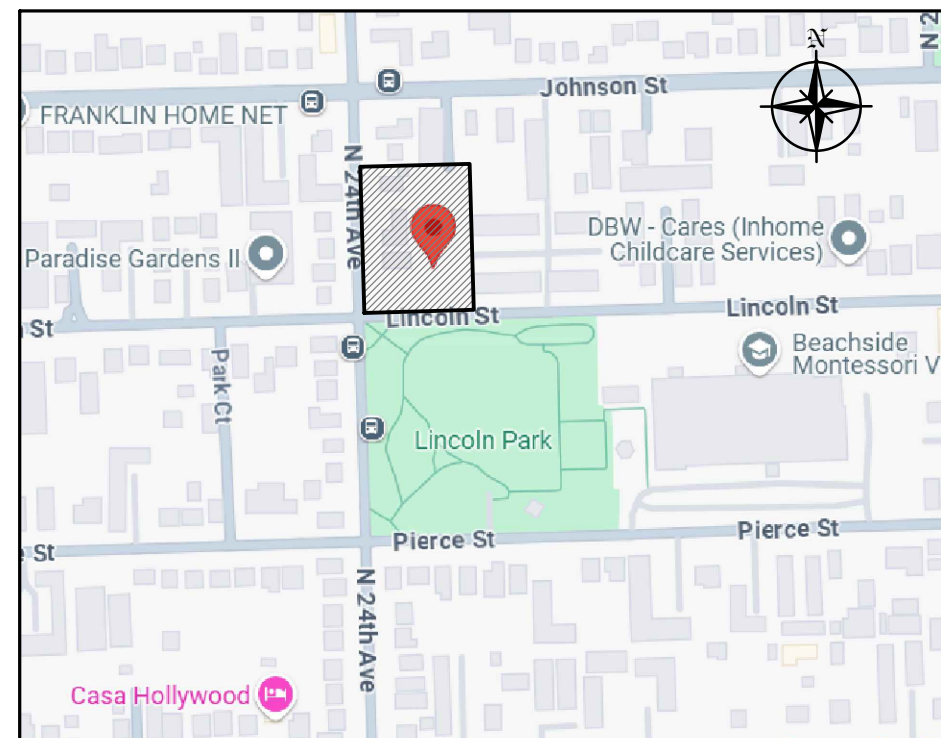 N
N 2
Johnson St
FRANKLIN HOME NET
N 24th Ave
DBW - Cares (Inhome
Childcare Services)
Paradise Gardens II
Lincoln St
Lincoln St
St
Beachside
Montessori V
Park Ct
Lincoln Park
Pierce St
Pierce St
e St
N 24th Ave
Casa Hollywood